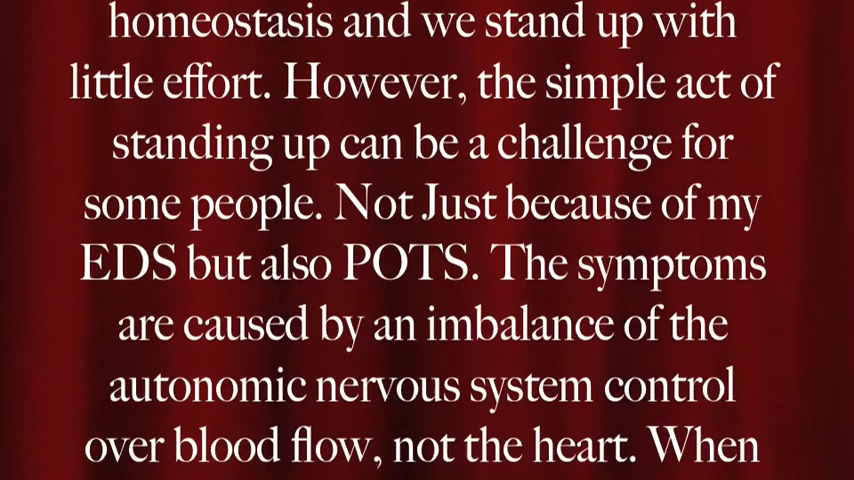 homeostasis and we stand up with
little effort. However, the simple act of
standing up can be a challenge for
some people. Not Just because of my
EDS but also POTS. The symptoms
are caused by an imbalance of the
autonomic nervous system control
over blood flow, not the heart. When